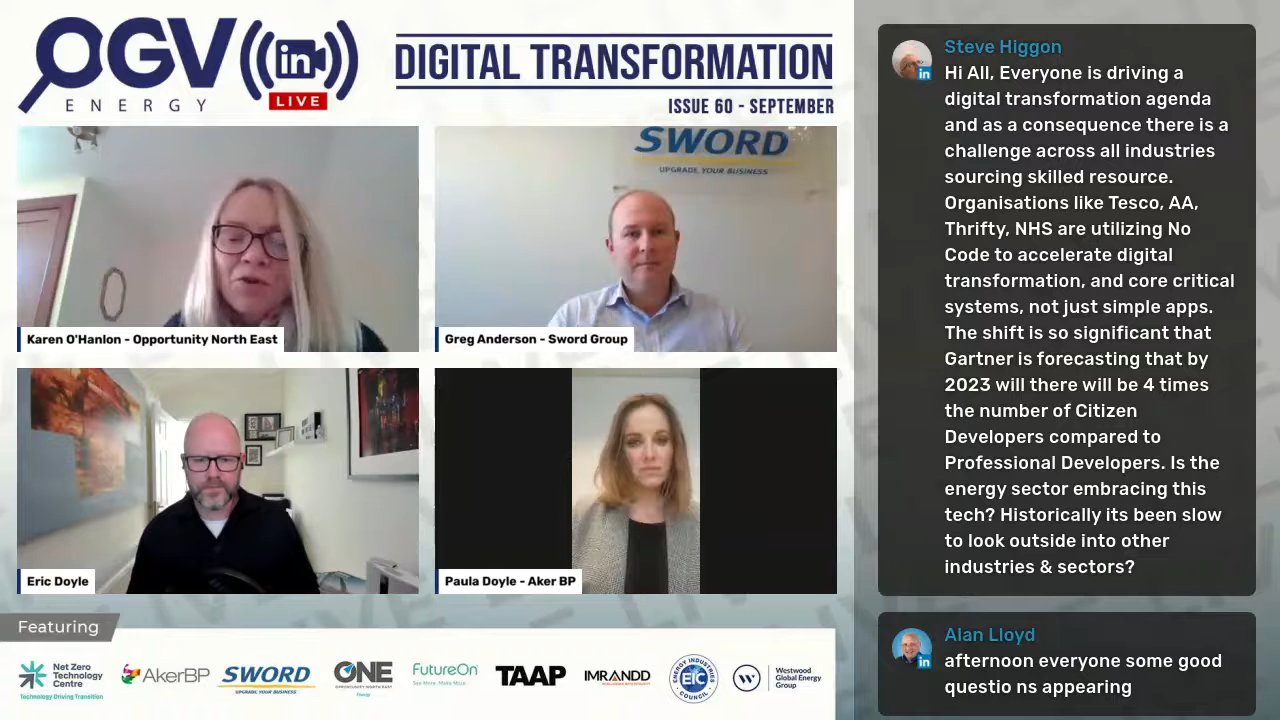 OGV
ENERGY
in
LIVE
DIGITAL TRANSFORMATION
ISSUE 60 - SEPTEMBER
SWORD
UPGRADE YOUR BUSINESS
Karen O'Hanlon - Opportunity North East
Greg Anderson - Sword Group
Eric Doyle
Paula Doyle - Aker BP
Featuring
Net Zero
Technology
Centre
Technology Driving Transition
AkerBP
SWORD
UPGRADE YOUR BUSINESS
ONE
OPPORTUNITY NORTH EAST
FutureOn
See More. Make More.
TAAP
IMRANDD
ENERGY INDUSTRIES
EIC
COUNCIL
Westwood
Global Energy
Group
Steve Higgon
in
Hi All, Everyone is driving a
digital transformation agenda
and as a consequence there is a
challenge across all industries
sourcing skilled resource.
Organisations like Tesco, AA,
Thrifty, NHS are utilizing No
Code to accelerate digital
transformation, and core critical
systems, not just simple apps.
The shift is so significant that
Gartner is forecasting that by
2023 will there will be 4 times
the number of Citizen
Developers compared to
Professional Developers. Is the
energy sector embracing this
tech? Historically its been slow
to look outside into other
industries & sectors?
Alan Lloyd
in